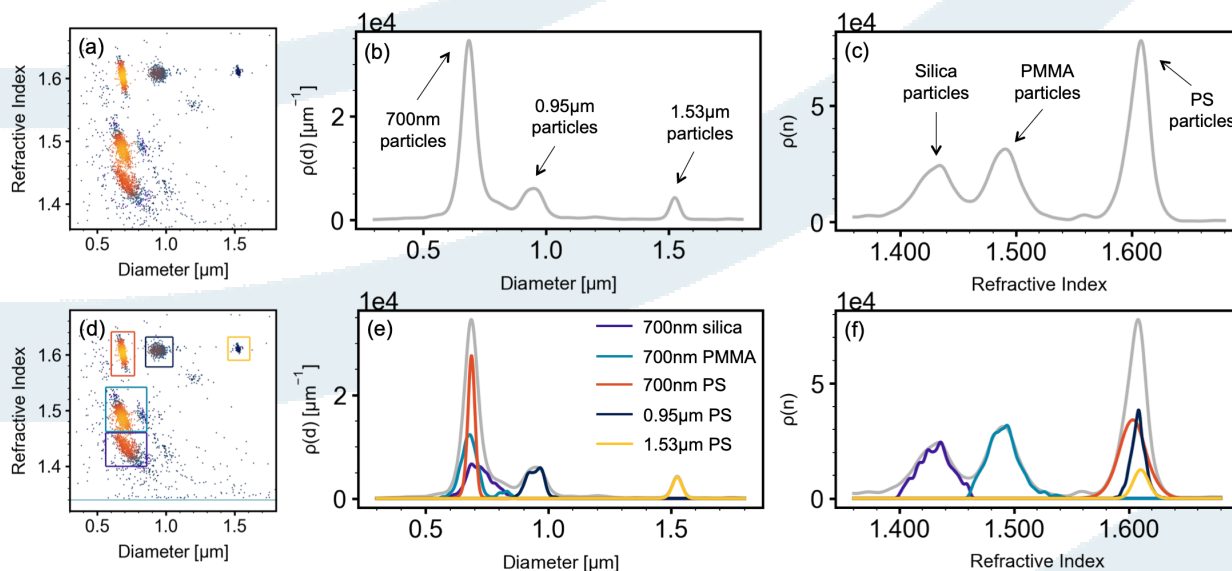 (a)
Refractive Index
1.6
1.5
1.4
0.5
1.0
1.5
Diameter [µm]
1e4
(b)
ρ(d) [µm⁻¹]
2
0
700nm
particles
0.95µm
particles
1.53µm
particles
0.5
1.0
1.5
Diameter [µm]
1e4
(c)
ρ(n)
5
0
Silica
particles
PMMA
particles
PS
particles
1.400
1.500
1.600
Refractive Index
(d)
Refractive Index
1.6
1.5
1.4
0.5
1.0
1.5
Diameter [µm]
1e4
(e)
ρ(d) [µm⁻¹]
2
0
700nm silica
700nm PMMA
700nm PS
0.95µm PS
1.53µm PS
0.5
1.0
1.5
Diameter [µm]
1e4
(f)
ρ(n)
5
0
1.400
1.500
1.600
Refractive Index